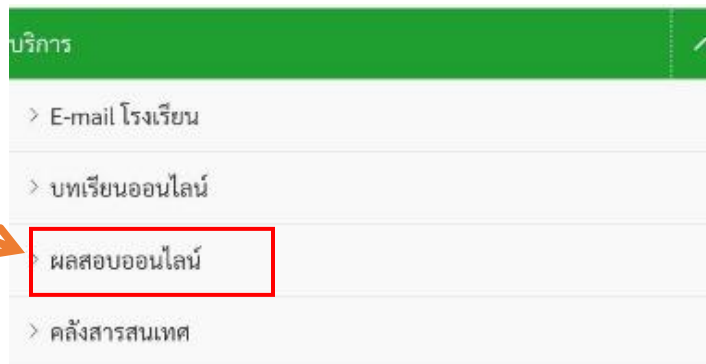 บริการ
E-mail โรงเรียน
บทเรียนออนไลน์
ผลสอบออนไลน์
คลังสารสนเทศ